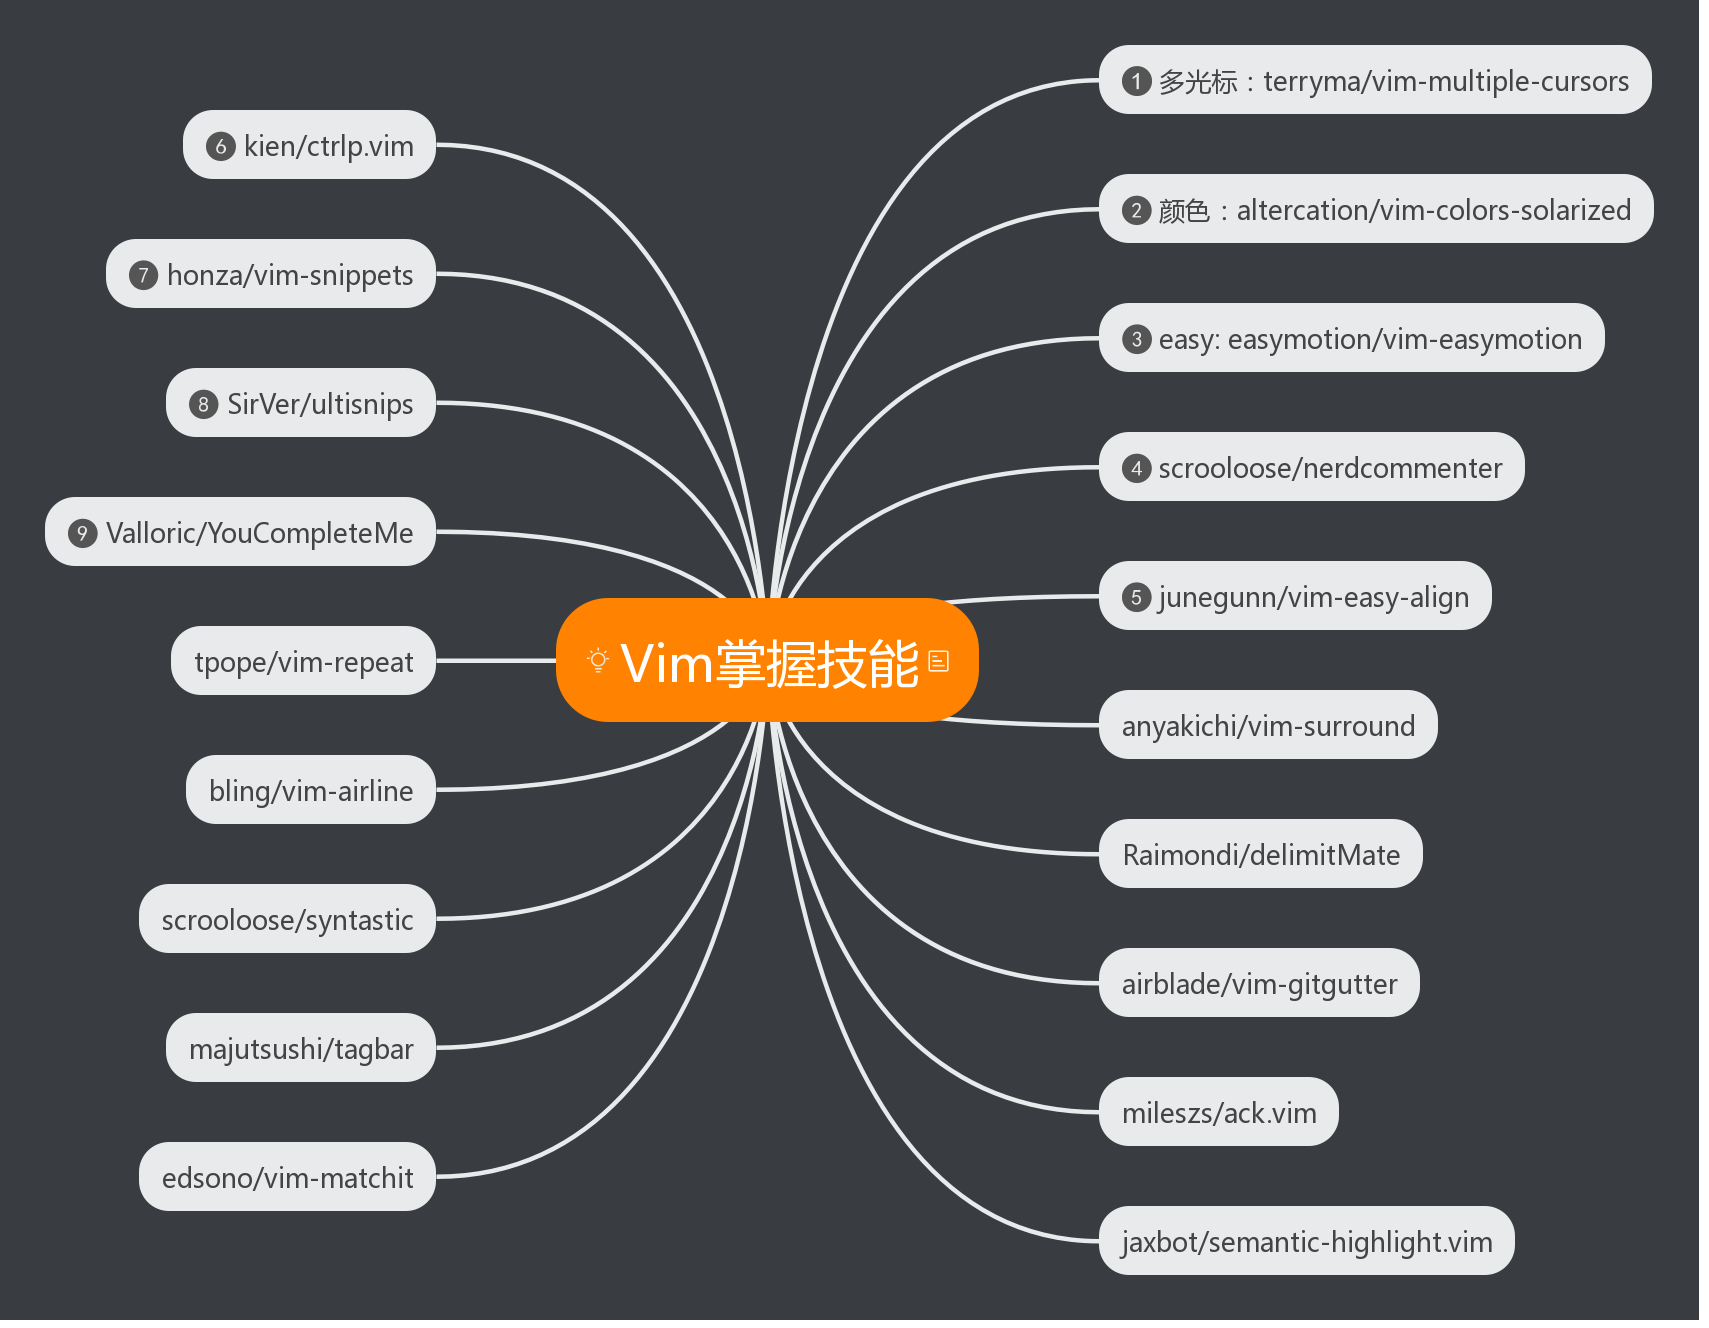 Vim掌握技能
1 多光标：terryma/vim-multiple-cursors
2 颜色：altercation/vim-colors-solarized
3 easy: easymotion/vim-easymotion
4 scrooloose/nerdcommenter
5 junegunn/vim-easy-align
anyakichi/vim-surround
Raimondi/delimitMate
airblade/vim-gitgutter
mileszs/ack.vim
jaxbot/semantic-highlight.vim
6 kien/ctrlp.vim
7 honza/vim-snippets
8 SirVer/ultisnips
9 Valloric/YouCompleteMe
tpope/vim-repeat
bling/vim-airline
scrooloose/syntastic
majutsushi/tagbar
edsono/vim-matchit